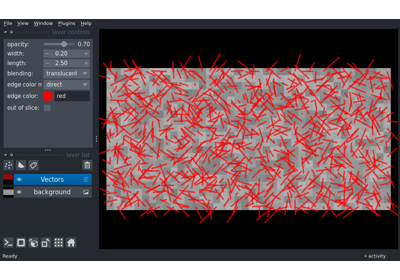 File View Window Plugins Help
layer controls
opacity: 0.70
width: 0.20
length: 2.50
blending: translucent
edge color m direct
edge color: red
out of slice:
layer list
Vectors
background
Ready
activity